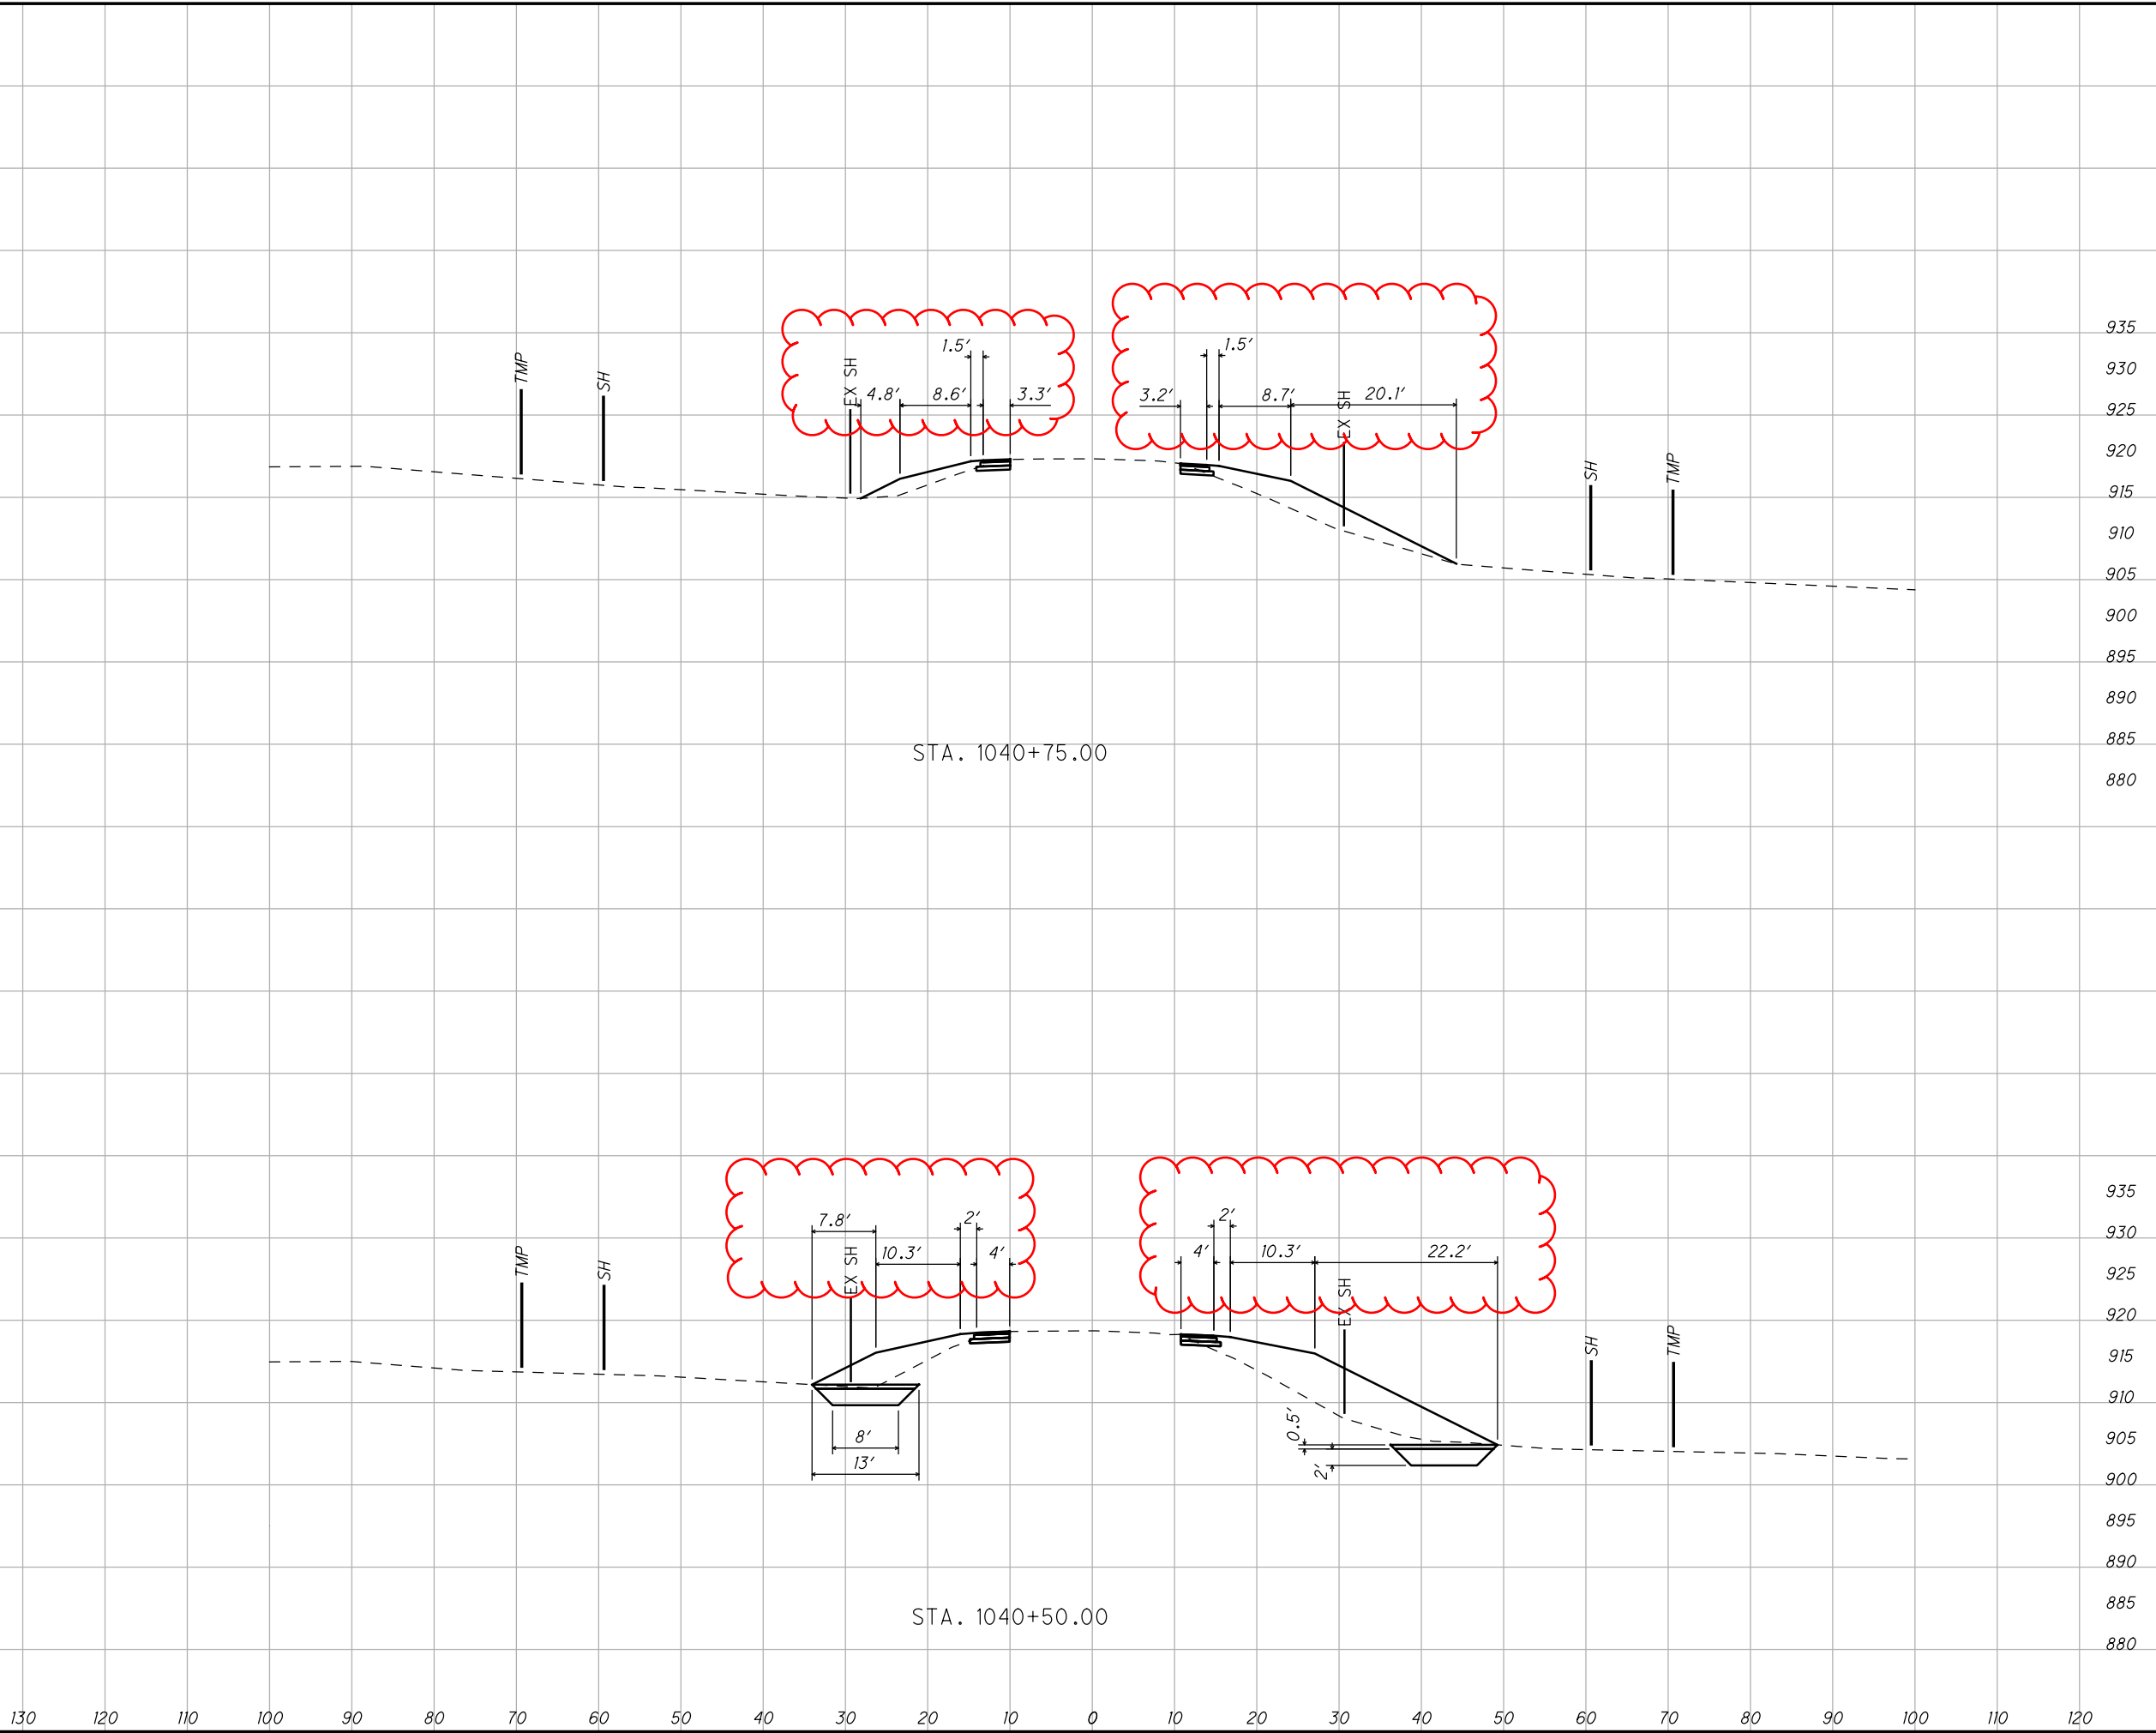 935
1.5′
1.5′
TMP
SH
EX SH
4.8′
8.6′
3.3′
3.2′
8.7′
EX SH
20.1′
930
925
920
SH
TMP
915
910
905
900
895
890
STA. 1040+75.00
885
880
935
7.8′
2′
2′
930
TMP
SH
EX SH
10.3′
4′
4′
10.3′
22.2′
EX SH
925
920
SH
TMP
915
910
8′
13′
0.5′
2′
905
900
895
890
STA. 1040+50.00
885
880
130 120 110 100 90 80 70 60 50 40 30 20 10 0 10 20 30 40 50 60 70 80 90 100 110 120